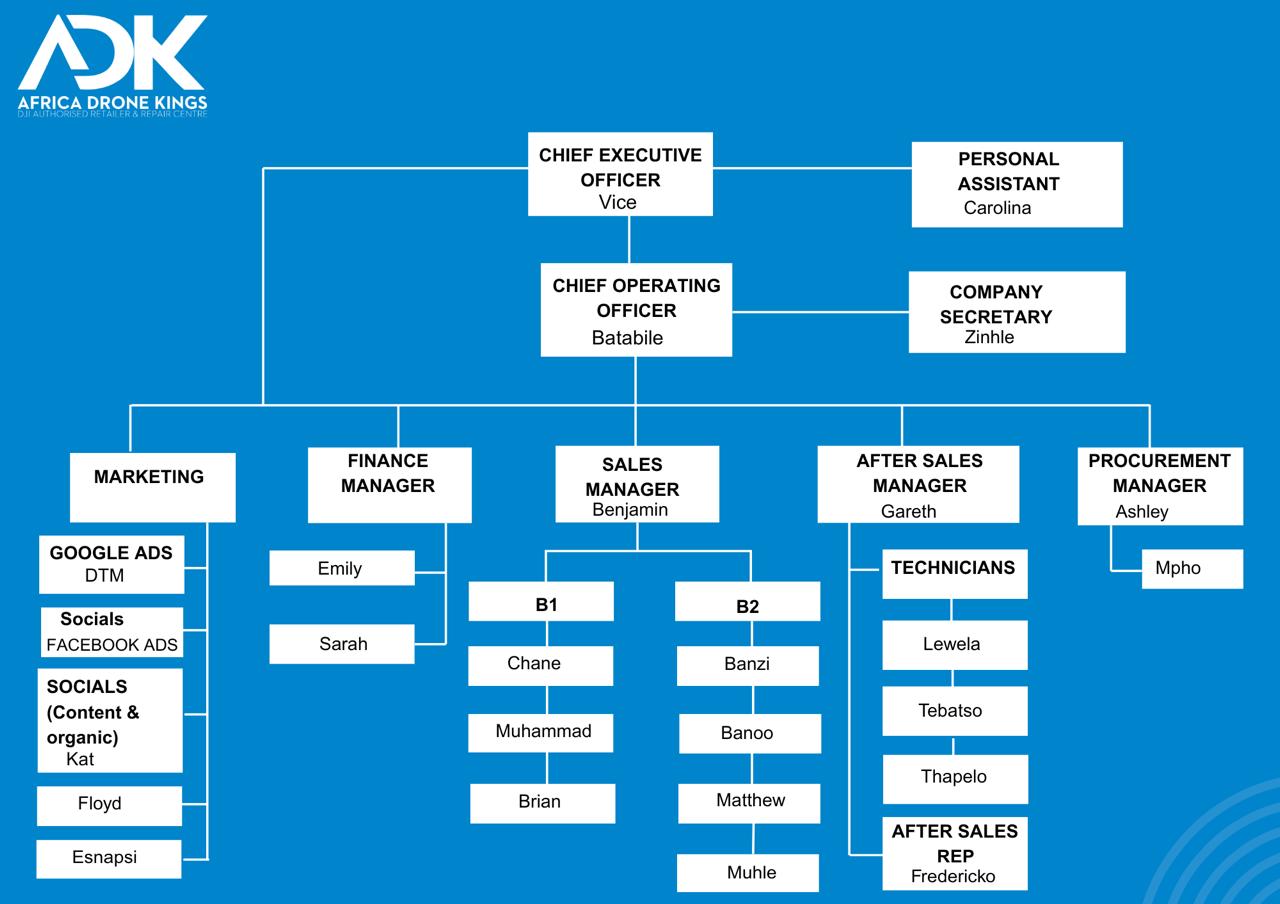 ADK
AFRICA DRONE KINGS
DJI AUTHORISED RETAILER & REPAIR CENTRE
CHIEF EXECUTIVE
OFFICER
Vice
PERSONAL
ASSISTANT
Carolina
CHIEF OPERATING
OFFICER
Batabile
COMPANY
SECRETARY
Zinhle
MARKETING
GOOGLE ADS
DTM
Socials
FACEBOOK ADS
SOCIALS
(Content &
organic)
Kat
Floyd
Esnapsi
FINANCE
MANAGER
Emily
Sarah
SALES
MANAGER
Benjamin
B1
Chane
Muhammad
Brian
B2
Banzi
Banoo
Matthew
Muhle
AFTER SALES
MANAGER
Gareth
TECHNICIANS
Lewela
Tebatso
Thapelo
AFTER SALES
REP
Fredericko
PROCUREMENT
MANAGER
Ashley
Mpho